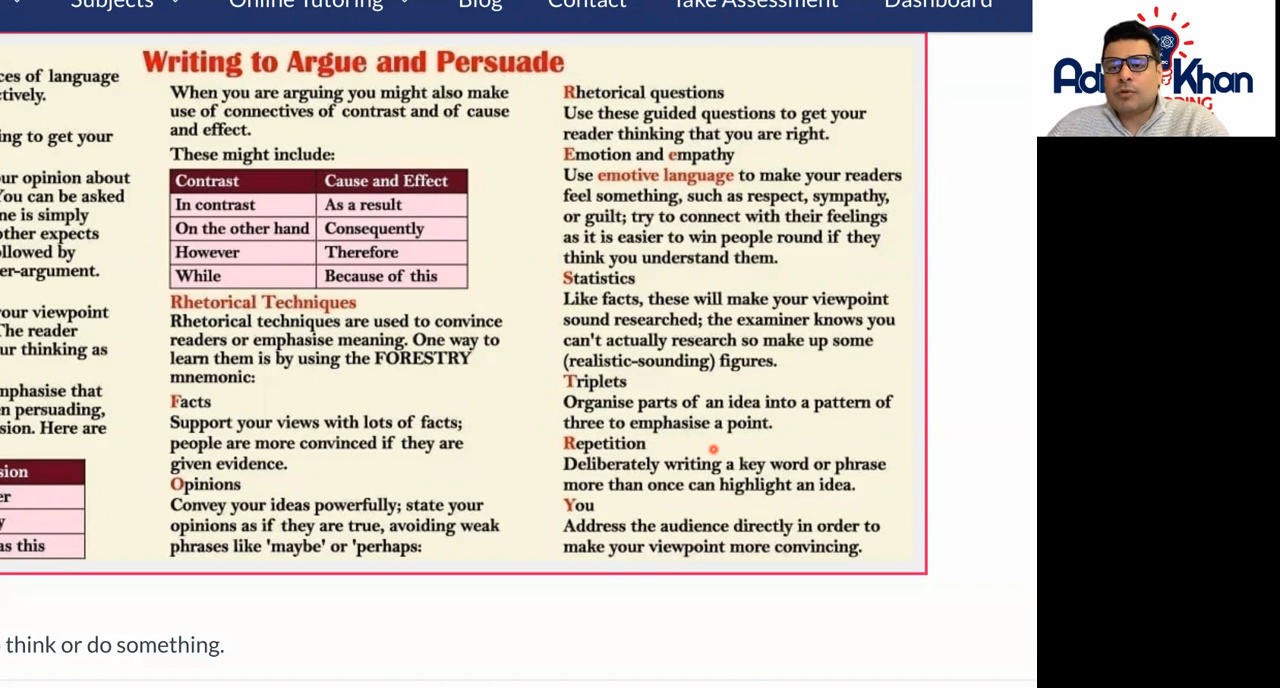 Subjects
Online Tutoring
Blog
Contact
Take Assessment
Dashboard
Writing to Argue and Persuade
ces of language
ctively.
ing to get your
ur opinion about
You can be asked
ne is simply
other expects
llowed by
er-argument.
our viewpoint
The reader
ur thinking as
mphasise that
n persuading,
sion. Here are
sion
er
y
as this
When you are arguing you might also make
use of connectives of contrast and of cause
and effect.
These might include:
Contrast Cause and Effect
In contrast As a result
On the other hand Consequently
However Therefore
While Because of this
Rhetorical Techniques
Rhetorical techniques are used to convince
readers or emphasise meaning. One way to
learn them is by using the FORESTRY
mnemonic:
Facts
Support your views with lots of facts;
people are more convinced if they are
given evidence.
Opinions
Convey your ideas powerfully; state your
opinions as if they are true, avoiding weak
phrases like 'maybe' or 'perhaps:
Rhetorical questions
Use these guided questions to get your
reader thinking that you are right.
Emotion and empathy
Use emotive language to make your readers
feel something, such as respect, sympathy,
or guilt; try to connect with their feelings
as it is easier to win people round if they
think you understand them.
Statistics
Like facts, these will make your viewpoint
sound researched; the examiner knows you
can't actually research so make up some
(realistic-sounding) figures.
Triplets
Organise parts of an idea into a pattern of
three to emphasise a point.
Repetition
Deliberately writing a key word or phrase
more than once can highlight an idea.
You
Address the audience directly in order to
make your viewpoint more convincing.
think or do something.
Khan